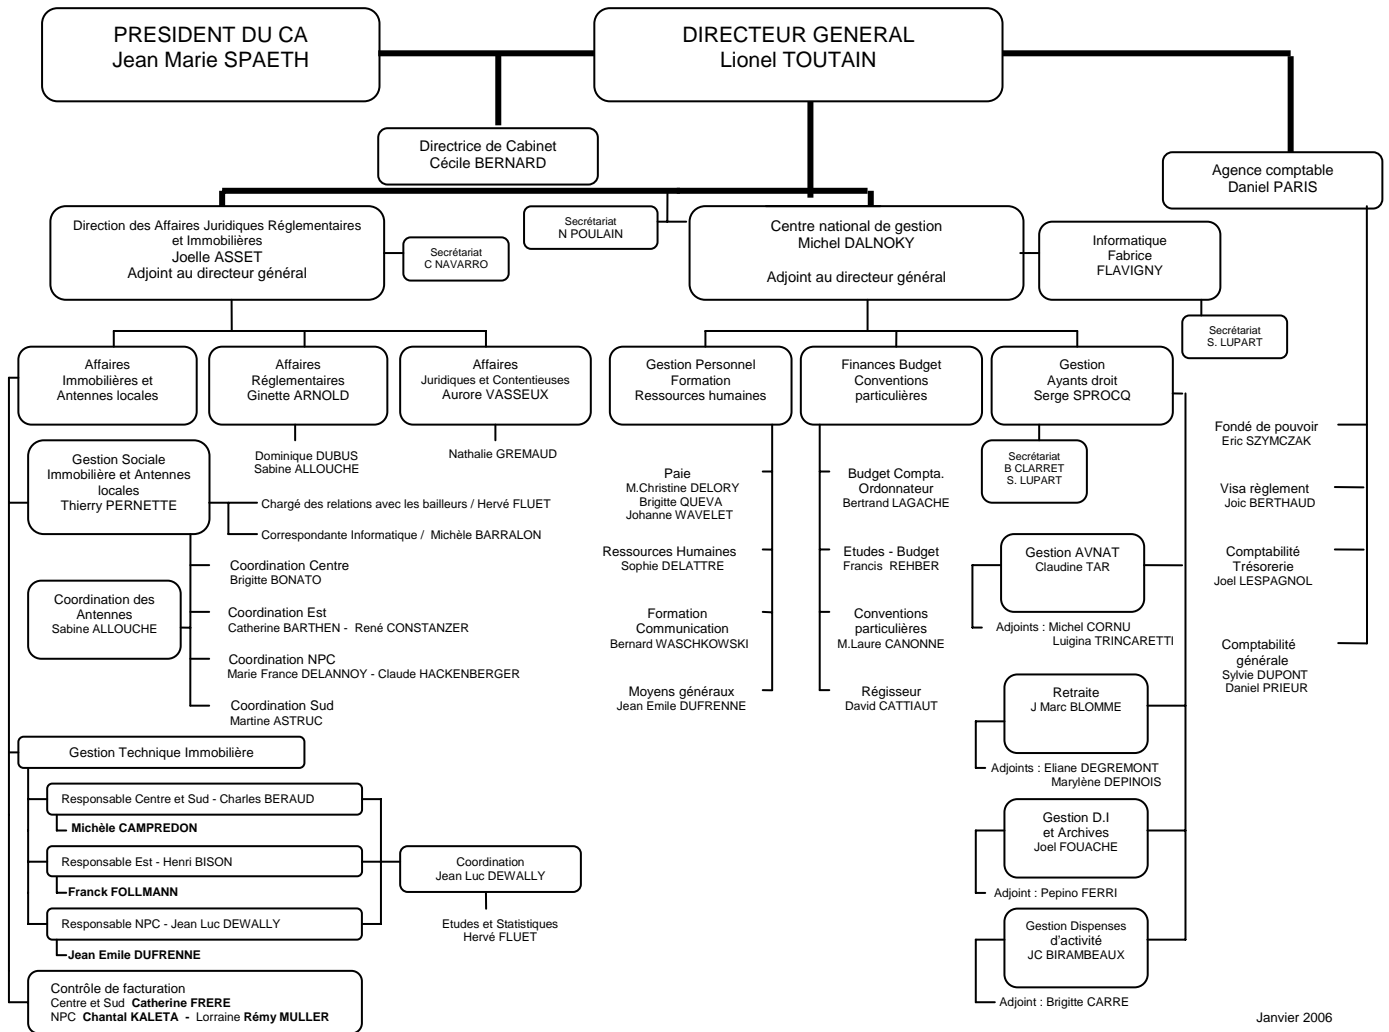 PRESIDENT DU CA
Jean Marie SPAETH
DIRECTEUR GENERAL
Lionel TOUTAIN
Directrice de Cabinet
Cécile BERNARD
Agence comptable
Daniel PARIS
Direction des Affaires Juridiques Réglementaires
et Immobilières
Joelle ASSET
Adjoint au directeur général
Secrétariat
C NAVARRO
Secrétariat
N POULAIN
Centre national de gestion
Michel DALNOKY
Adjoint au directeur général
Informatique
Fabrice
FLAVIGNY
Secrétariat
S. LUPART
Affaires
Immobilières et
Antennes locales
Affaires
Réglementaires
Ginette ARNOLD
Affaires
Juridiques et Contentieuses
Aurore VASSEUX
Gestion Personnel
Formation
Ressources humaines
Finances Budget
Conventions
particulières
Gestion
Ayants droit
Serge SPROCQ
Dominique DUBUS
Sabine ALLOUCHE
Nathalie GREMAUD
Secrétariat
B CLARRET
S. LUPART
Gestion Sociale
Immobilière et Antennes
locales
Thierry PERNETTE
Chargé des relations avec les bailleurs / Hervé FLUET
Correspondante Informatique / Michèle BARRALON
Coordination des
Antennes
Sabine ALLOUCHE
Coordination Centre
Brigitte BONATO
Coordination Est
Catherine BARTHEN - René CONSTANZER
Coordination NPC
Marie France DELANNOY - Claude HACKENBERGER
Coordination Sud
Martine ASTRUC
Paie
M.Christine DELORY
Brigitte QUEVA
Johanne WAVELET
Ressources Humaines
Sophie DELATTRE
Formation
Communication
Bernard WASCHKOWSKI
Moyens généraux
Jean Emile DUFRENNE
Budget Compta.
Ordonnateur
Bertrand LAGACHE
Etudes - Budget
Francis REHBER
Conventions
particulières
M.Laure CANONNE
Régisseur
David CATTIAUT
Gestion AVNAT
Claudine TAR
Adjoints : Michel CORNU
Luigina TRINCARETTI
Retraite
J Marc BLOMME
Adjoints : Eliane DEGREMONT
Marylène DEPINOIS
Gestion D.I
et Archives
Joel FOUACHE
Adjoint : Pepino FERRI
Gestion Dispenses
d'activité
JC BIRAMBEAUX
Adjoint : Brigitte CARRE
Fondé de pouvoir
Eric SZYMCZAK
Visa règlement
Joic BERTHAUD
Comptabilité
Trésorerie
Joel LESPAGNOL
Comptabilité
générale
Sylvie DUPONT
Daniel PRIEUR
Gestion Technique Immobilière
Responsable Centre et Sud - Charles BERAUD
Michèle CAMPREDON
Responsable Est - Henri BISON
Franck FOLLMANN
Responsable NPC - Jean Luc DEWALLY
Jean Emile DUFRENNE
Coordination
Jean Luc DEWALLY
Etudes et Statistiques
Hervé FLUET
Contrôle de facturation
Centre et Sud Catherine FRERE
NPC Chantal KALETA - Lorraine Rémy MULLER
Janvier 2006